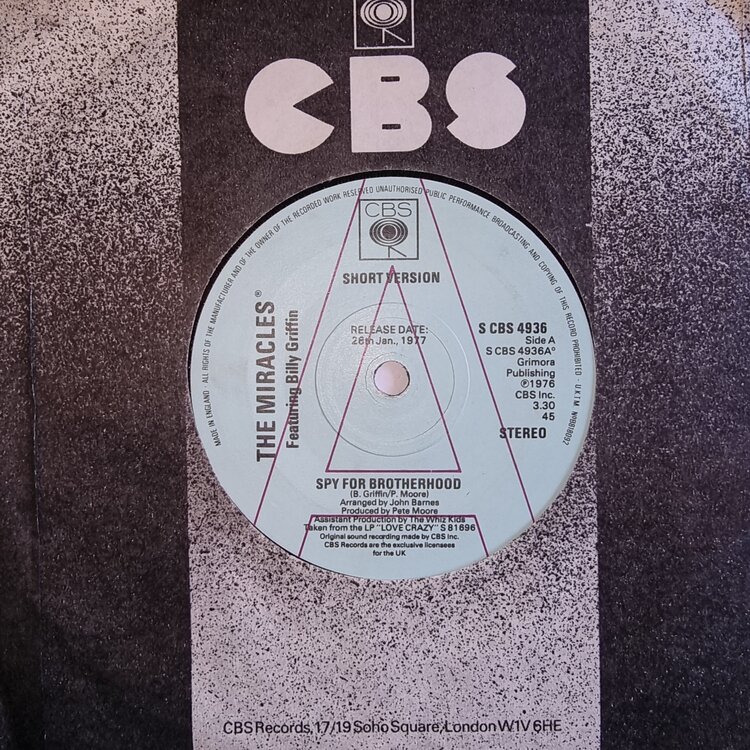 CBS
MADE IN ENGLAND · ALL RIGHTS OF THE MANUFACTURER AND OF THE OWNER OF THE RECORDED WORK RESERVED UNAUTHORISED PUBLIC PERFORMANCE BROADCASTING AND COPYING OF THIS RECORD PROHIBITED ·
CBS
SHORT VERSION
RELEASE DATE:
26th Jan., 1977
THE MIRACLES®
Featuring Billy Griffin
S CBS 4936
Side A
S CBS 4936A°
Grimora
Publishing
℗1976
CBS Inc.
3.30
45
STEREO
A
SPY FOR BROTHERHOOD
(B. Griffin/P. Moore)
Arranged by John Barnes
Produced by Pete Moore
Assistant Production by The Whiz Kids
Taken from the LP "LOVE CRAZY" S 81696
Original sound recording made by CBS Inc.
CBS Records are the exclusive licensees
for the UK
CBS Records, 17/19 Soho Square, London W1V 6HE